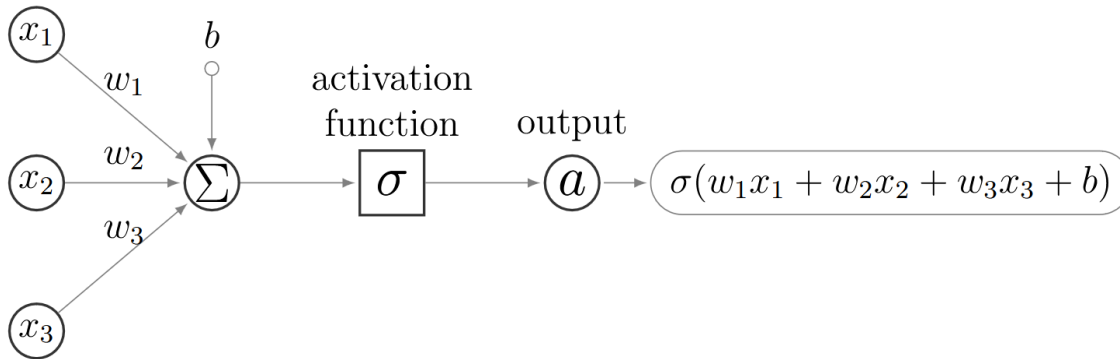 x₁
b
w₁
activation
function
output
w₂
x₂
∑
σ
a
σ(w₁x₁ + w₂x₂ + w₃x₃ + b)
w₃
x₃